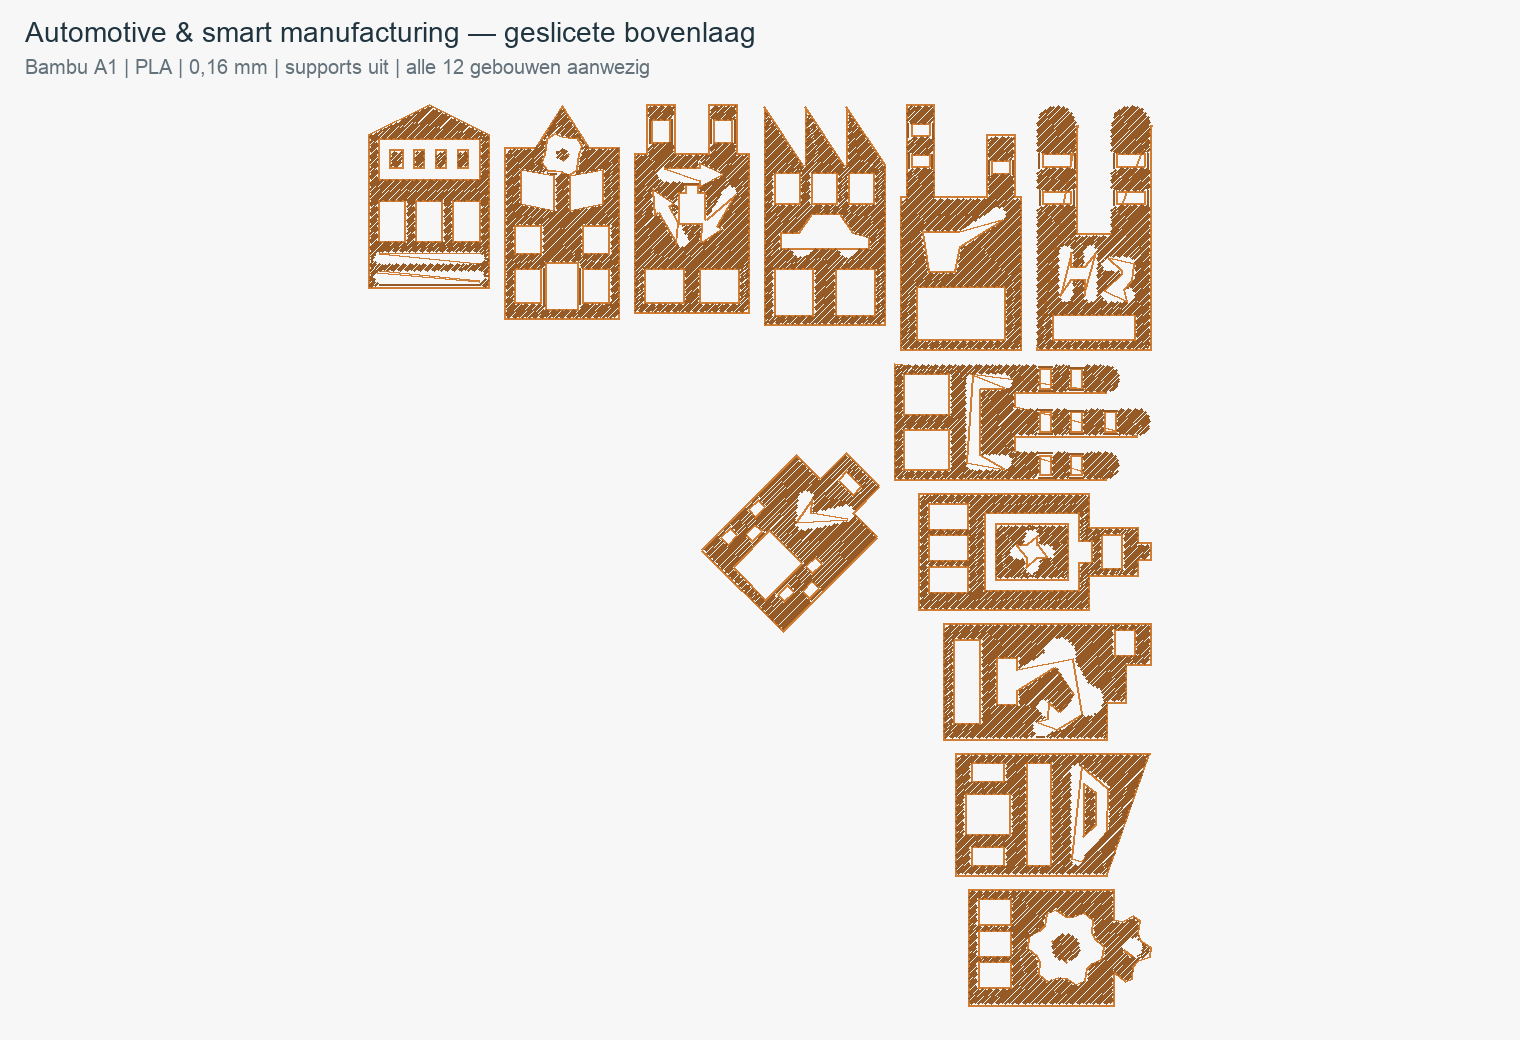 Automotive & smart manufacturing — geslicete bovenlaag
Bambu A1 | PLA | 0,16 mm | supports uit | alle 12 gebouwen aanwezig
H2